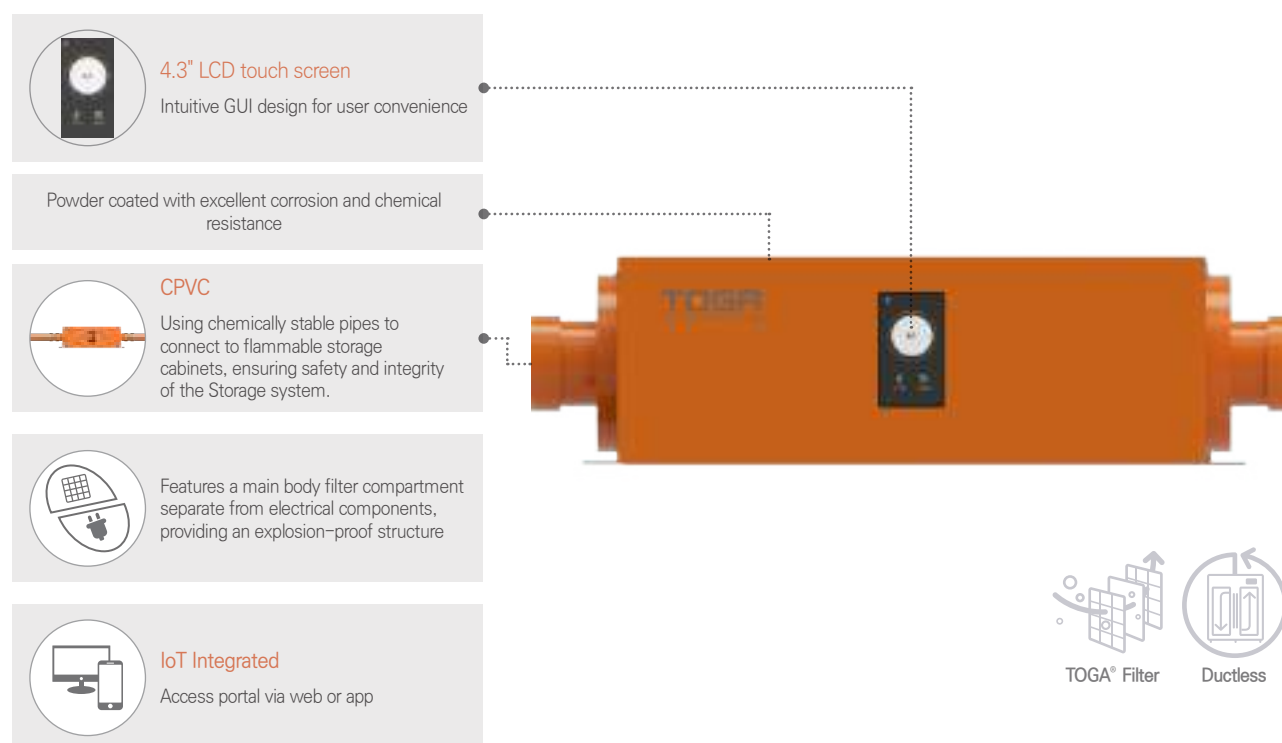 4.3" LCD touch screen
Intuitive GUI design for user convenience
Powder coated with excellent corrosion and chemical
resistance
CPVC
Using chemically stable pipes to
connect to flammable storage
cabinets, ensuring safety and integrity
of the Storage system.
Features a main body filter compartment
separate from electrical components,
providing an explosion-proof structure
IoT Integrated
Access portal via web or app
TOGA
TOGA® Filter
Ductless